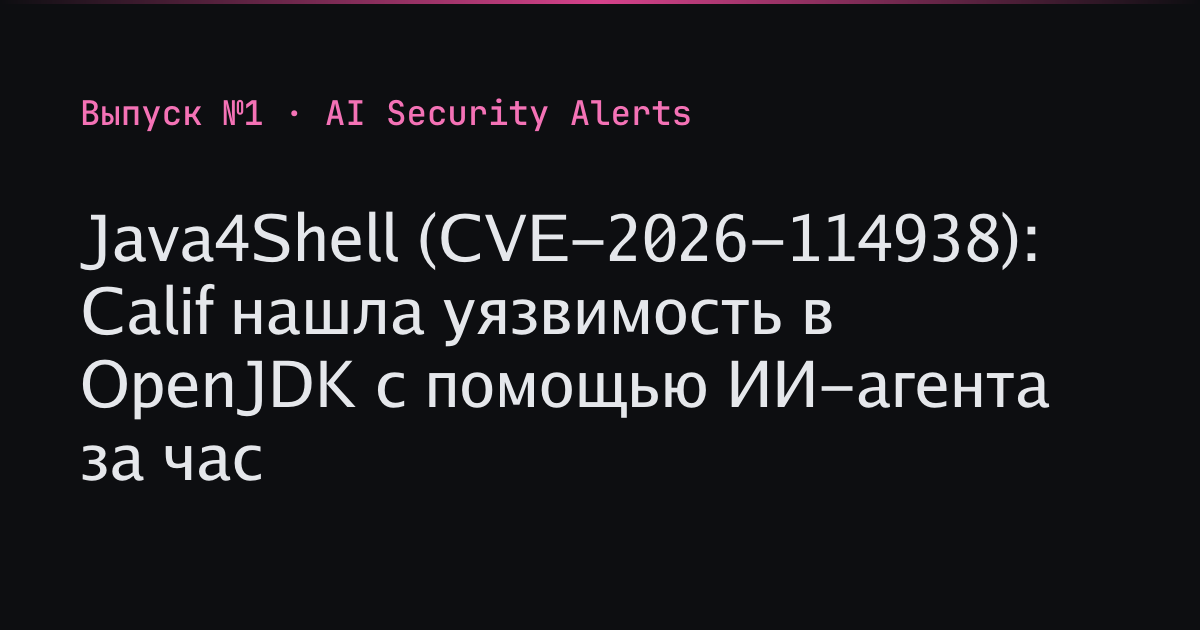 Выпуск №1 · AI Security Alerts
Java4Shell (CVE-2026-114938):
Calif нашла уязвимость в
OpenJDK с помощью ИИ-агента
за час